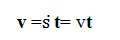 v =ṡ t= vt